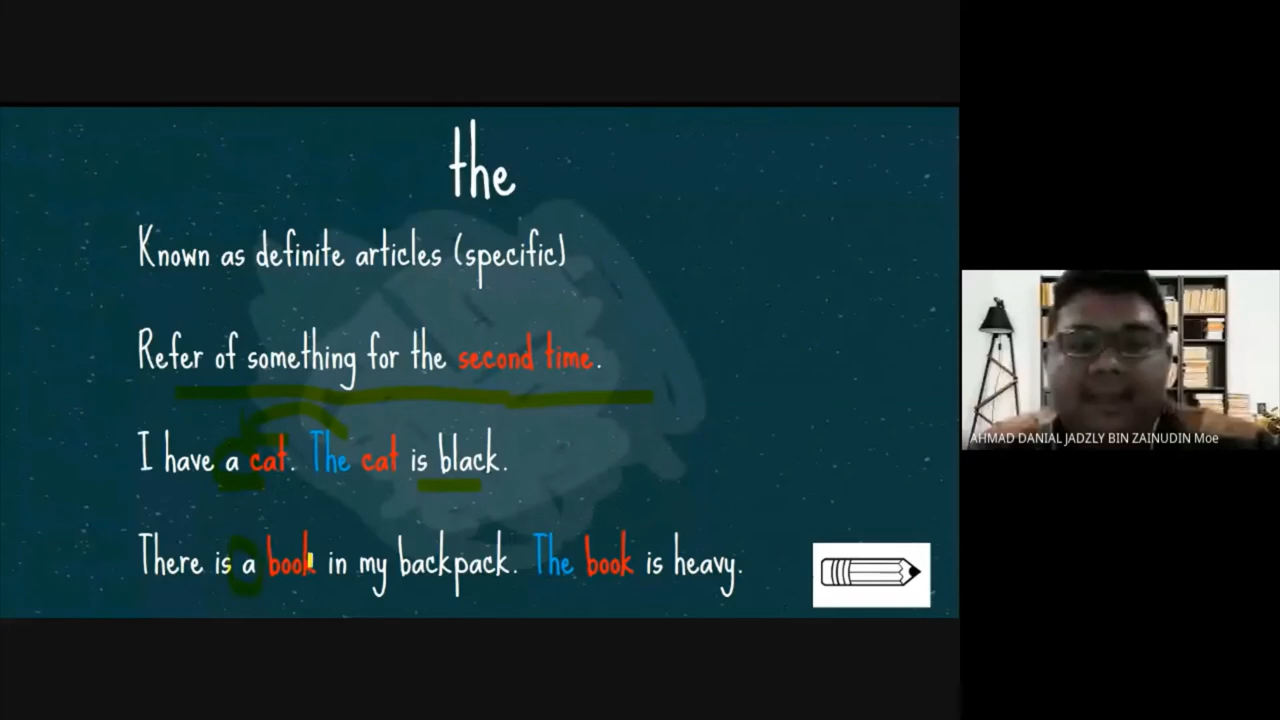 the
Known as definite articles (specific)
Refer of something for the second time.
I have a cat. The cat is black.
There is a book in my backpack. The book is heavy.
AHMAD DANIAL JADZLY BIN ZAINUDIN Moe